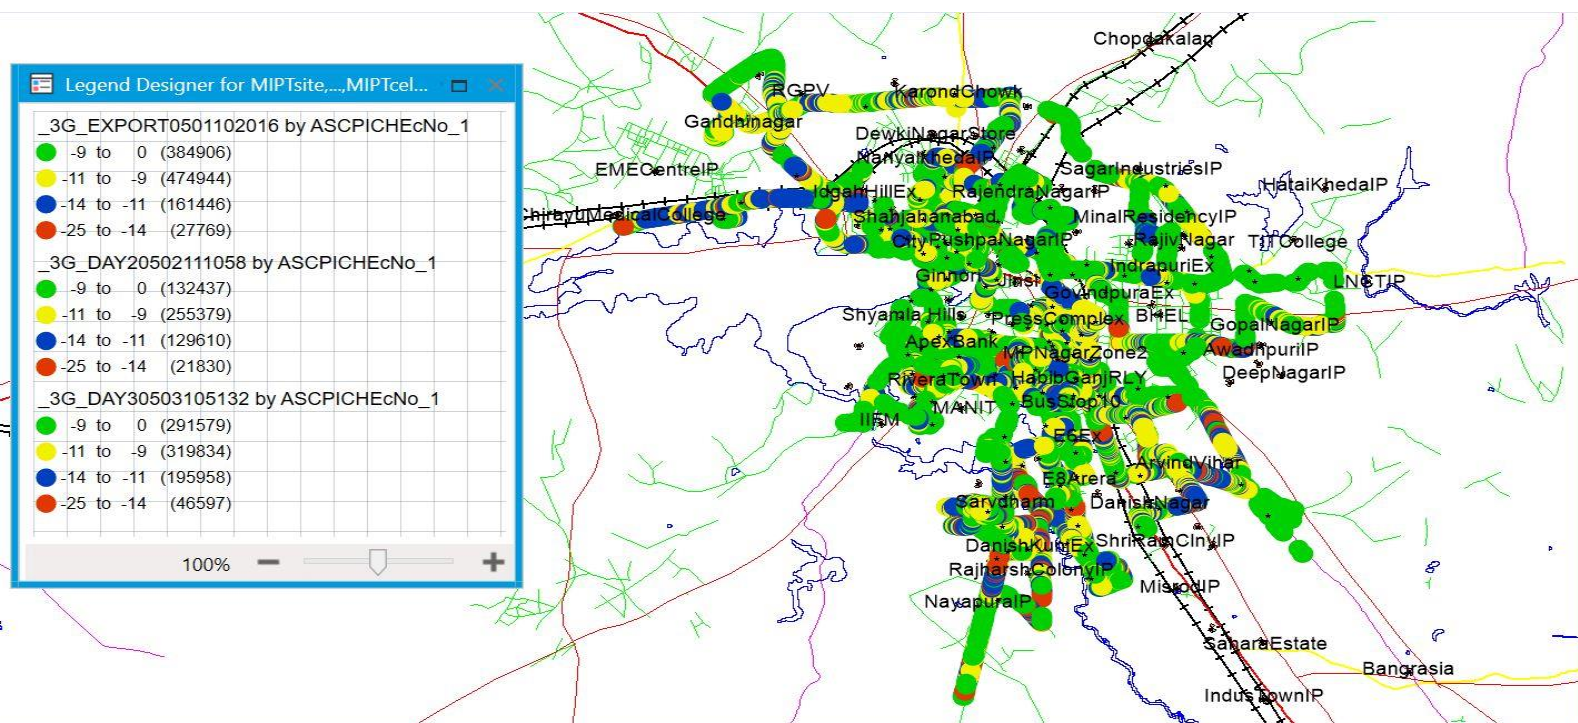 Legend Designer for MIPTsite,...,MIPTcel...
_3G_EXPORT0501102016 by ASCPICHEcNo_1
-9 to 0 (384906)
-11 to -9 (474944)
-14 to -11 (161446)
-25 to -14 (27769)
_3G_DAY20502111058 by ASCPICHEcNo_1
-9 to 0 (132437)
-11 to -9 (255379)
-14 to -11 (129610)
-25 to -14 (21830)
_3G_DAY30503105132 by ASCPICHEcNo_1
-9 to 0 (291579)
-11 to -9 (319834)
-14 to -11 (195958)
-25 to -14 (46597)
100%
Chopdakalan
RGPV
KarondChowk
Gandhinagar
DewkiNagarStore
NariyalKhedaIP
EMECentreIP
SagarIndustriesIP
HataiKhedaIP
IdgahHillEx
RajendraNagarIP
ChirayuMedicalCollege
Shahjahanabad
MinalResidencyIP
CityPushpaNagarIP
RajivNagar
TITCollege
Ginnori
Jinsi
IndrapuriEx
LNCTIP
GovindpuraEx
Shyamla Hills
PressComplex
BHEL
GopalNagarIP
ApexBank
MPNagarZone2
AwadhpuriIP
DeepNagarIP
RiveraTown
HabibGanjRLY
MANIT
BusStop10
IIFM
E6Ex
ArvindVihar
E8Arera
Sarvdharm
DanishNagar
DanishKunjEx
ShriRamClnyIP
RajharshColonyIP
MisrodIP
NayapuraIP
SaharaEstate
Bangrasia
IndusTownIP